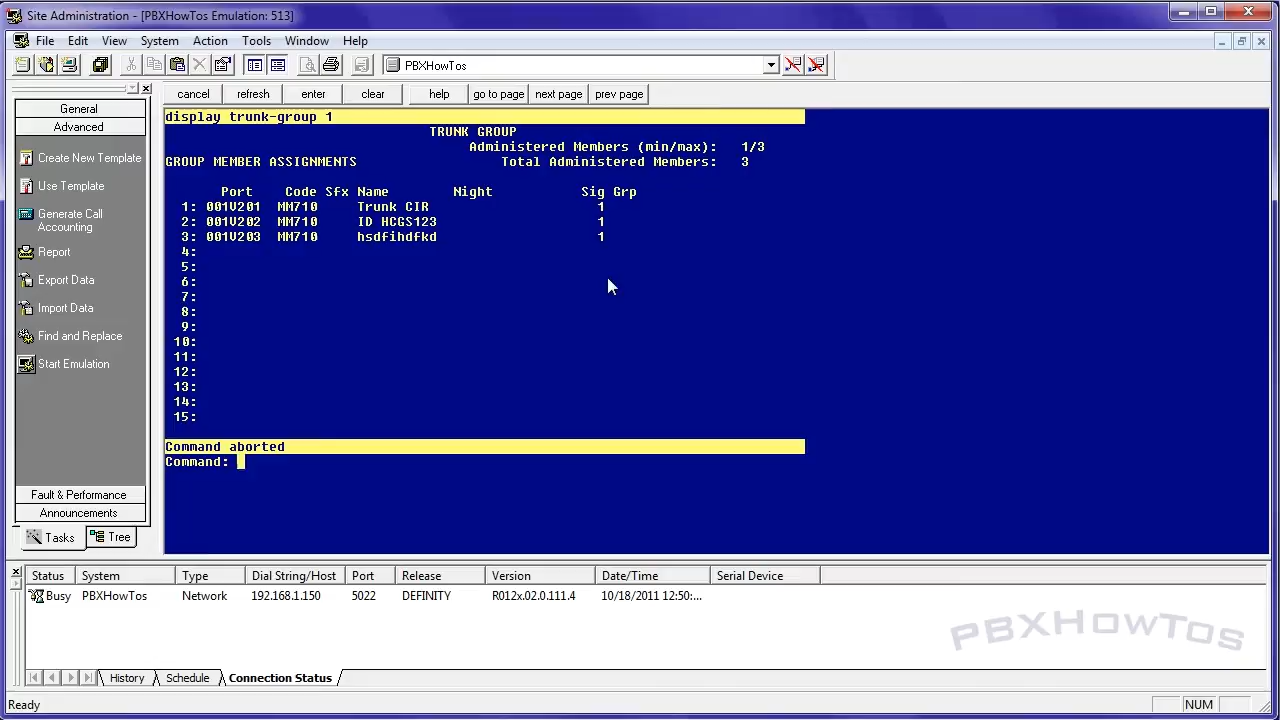 Site Administration - [PBXHowTos Emulation: 513]
File Edit View System Action Tools Window Help
PBXHowTos
General
Advanced
Create New Template
Use Template
Generate Call
Accounting
Report
Export Data
Import Data
Find and Replace
Start Emulation
Fault & Performance
Announcements
Tasks Tree
cancel refresh enter clear help go to page next page prev page
display trunk-group 1
TRUNK GROUP
Administered Members (min/max): 1/3
GROUP MEMBER ASSIGNMENTS Total Administered Members: 3
Port Code Sfx Name Night Sig Grp
1: 001V201 MM710 Trunk CIR 1
2: 001V202 MM710 ID HCGS123 1
3: 001V203 MM710 hsdfihdfkd 1
4:
5:
6:
7:
8:
9:
10:
11:
12:
13:
14:
15:
Command aborted
Command:
Status System Type Dial String/Host Port Release Version Date/Time Serial Device
Busy PBXHowTos Network 192.168.1.150 5022 DEFINITY R012x.02.0.111.4 10/18/2011 12:50:...
PBXHowTos
History Schedule Connection Status
Ready NUM